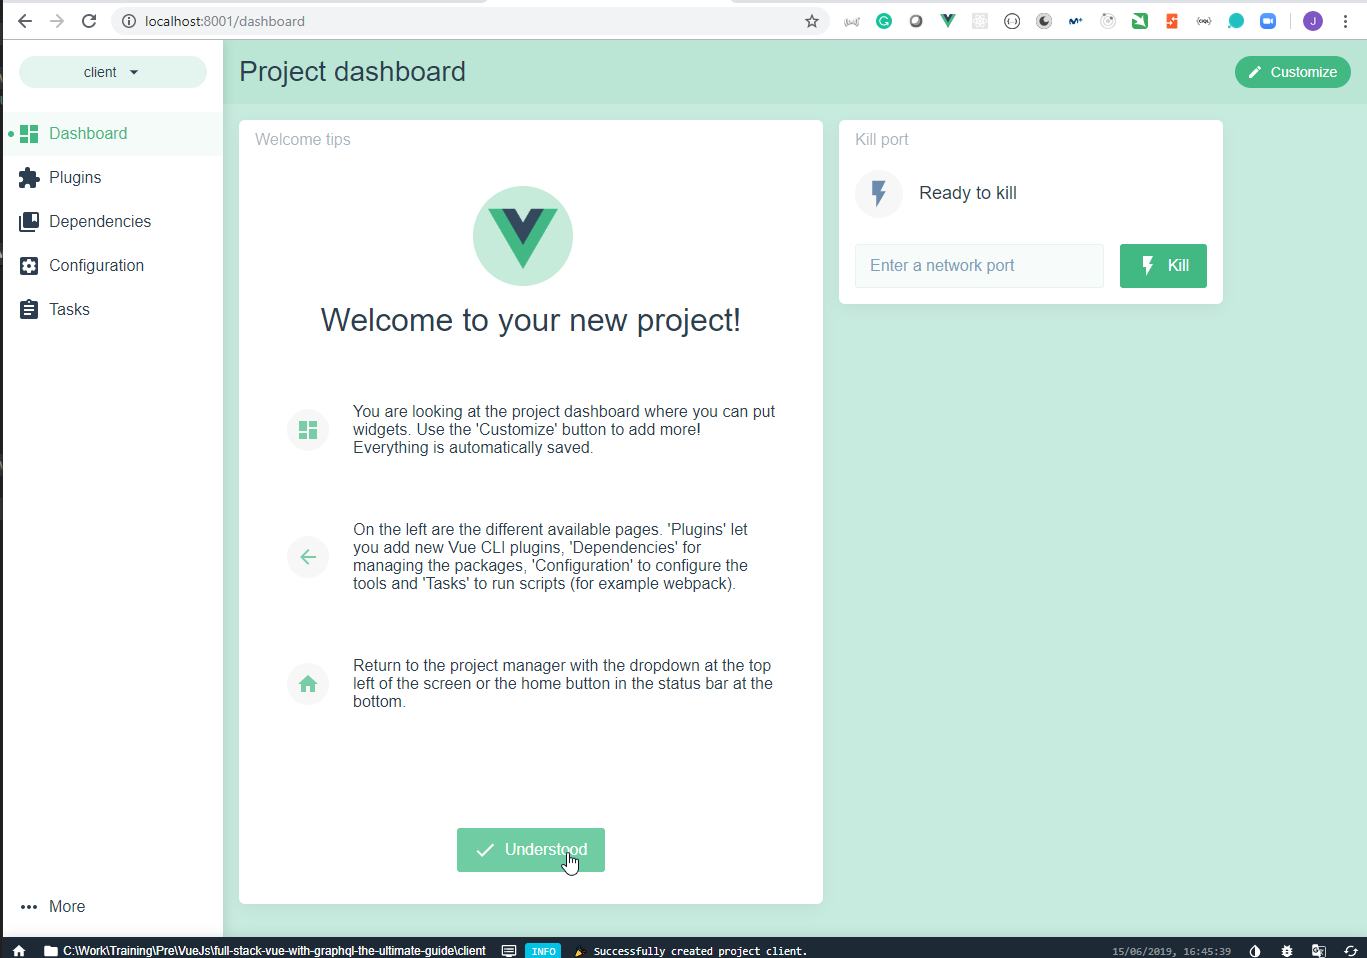 localhost:8001/dashboard
J
client
Project dashboard
Customize
Dashboard
Plugins
Dependencies
Configuration
Tasks
More
Welcome tips
Welcome to your new project!
You are looking at the project dashboard where you can put
widgets. Use the 'Customize' button to add more!
Everything is automatically saved.
On the left are the different available pages. 'Plugins' let
you add new Vue CLI plugins, 'Dependencies' for
managing the packages, 'Configuration' to configure the
tools and 'Tasks' to run scripts (for example webpack).
Return to the project manager with the dropdown at the top
left of the screen or the home button in the status bar at the
bottom.
Understood
Kill port
Ready to kill
Enter a network port
Kill
C:\Work\Training\Pre\VueJs\full-stack-vue-with-graphql-the-ultimate-guide\client
INFO
Successfully created project client.
15/06/2019, 16:45:39